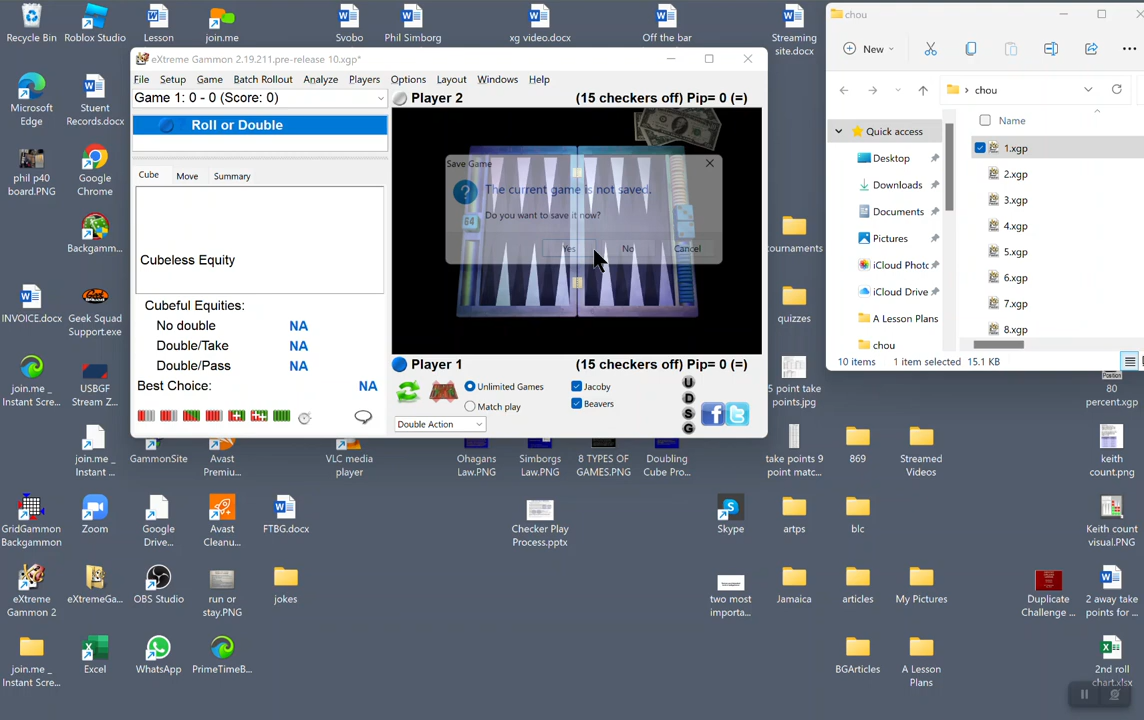 Recycle Bin
Roblox Studio
Lesson
join.me
Svobo
Phil Simborg
xg video.docx
Off the bar
Streaming
site.docx
Microsoft
Edge
Stuent
Records.docx
phil p40
board.PNG
Google
Chrome
Backgamm...
INVOICE.docx
Geek Squad
Support.exe
join.me _
Instant Scre...
USBGF
Stream Z...
eXtreme Gammon 2.19.211.pre-release 10.xgp*
File Setup Game Batch Rollout Analyze Players Options Layout Windows Help
Game 1: 0 - 0 (Score: 0)
Roll or Double
Cube Move Summary
Cubeless Equity
Cubeful Equities:
No double NA
Double/Take NA
Double/Pass NA
Best Choice: NA
Player 2 (15 checkers off) Pip= 0 (=)
Save Game
The current game is not saved.
Do you want to save it now?
Yes No Cancel
64
Player 1 (15 checkers off) Pip= 0 (=)
Unlimited Games
Match play
Jacoby
Beavers
Double Action
U
D
S
G
chou
New
chou
Name
Quick access
Desktop
Downloads
Documents
Pictures
iCloud Photo
iCloud Drive
A Lesson Plans
chou
1.xgp
2.xgp
3.xgp
4.xgp
5.xgp
6.xgp
7.xgp
8.xgp
10 items 1 item selected 15.1 KB
tournaments
quizzes
5 point take
points.jpg
80
percent.xgp
join.me _
Instant ...
GammonSite
Avast
Premiu...
VLC media
player
Ohagans
Law.PNG
Simborgs
Law.PNG
8 TYPES OF
GAMES.PNG
Doubling
Cube Pro...
take points 9
point matc...
869
Streamed
Videos
keith
count.png
GridGammon
Backgammon
Zoom
Google
Drive...
Avast
Cleanu...
FTBG.docx
Checker Play
Process.pptx
Skype
artps
blc
Keith count
visual.PNG
eXtreme
Gammon 2
eXtremeGa...
OBS Studio
run or
stay.PNG
jokes
two most
importa...
Jamaica
articles
My Pictures
Duplicate
Challenge ...
2 away take
points for ...
join.me _
Instant Scre...
Excel
WhatsApp
PrimeTimeB...
BGArticles
A Lesson
Plans
2nd roll
chart.xlsx